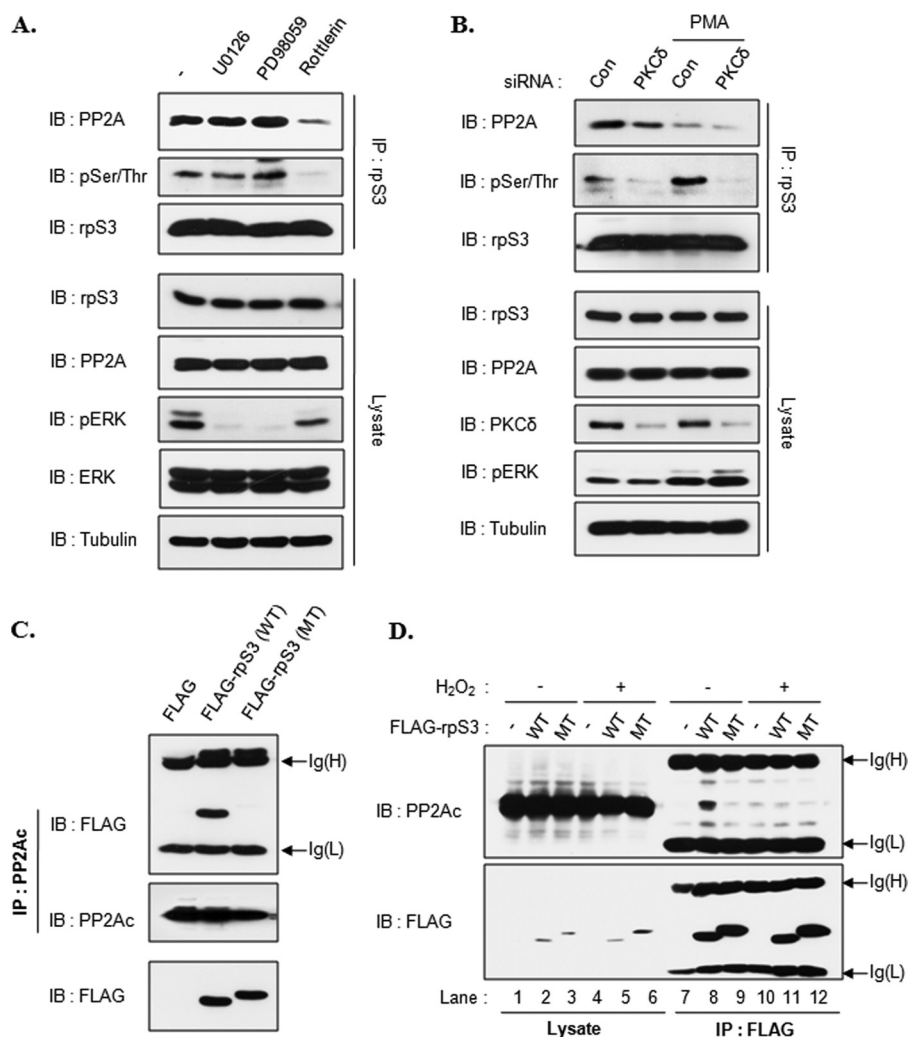 A.
- U0126 PD98059 Rottlerin
IB : PP2A
IB : pSer/Thr
IB : rpS3
IP : rpS3
IB : rpS3
IB : PP2A
IB : pERK
IB : ERK
IB : Tubulin
Lysate
B.
PMA
siRNA : Con PKCδ Con PKCδ
IB : PP2A
IB : pSer/Thr
IB : rpS3
IP : rpS3
IB : rpS3
IB : PP2A
IB : PKCδ
IB : pERK
IB : Tubulin
Lysate
C.
FLAG FLAG-rpS3 (WT) FLAG-rpS3 (MT)
Ig(H)
IB : FLAG
Ig(L)
IB : PP2Ac
IP : PP2Ac
IB : FLAG
D.
H2O2 : - + - +
FLAG-rpS3 : - WT MT - WT MT - WT MT - WT MT
Ig(H)
IB : PP2Ac
Ig(L)
Ig(H)
IB : FLAG
Ig(L)
Lane : 1 2 3 4 5 6 7 8 9 10 11 12
Lysate IP : FLAG